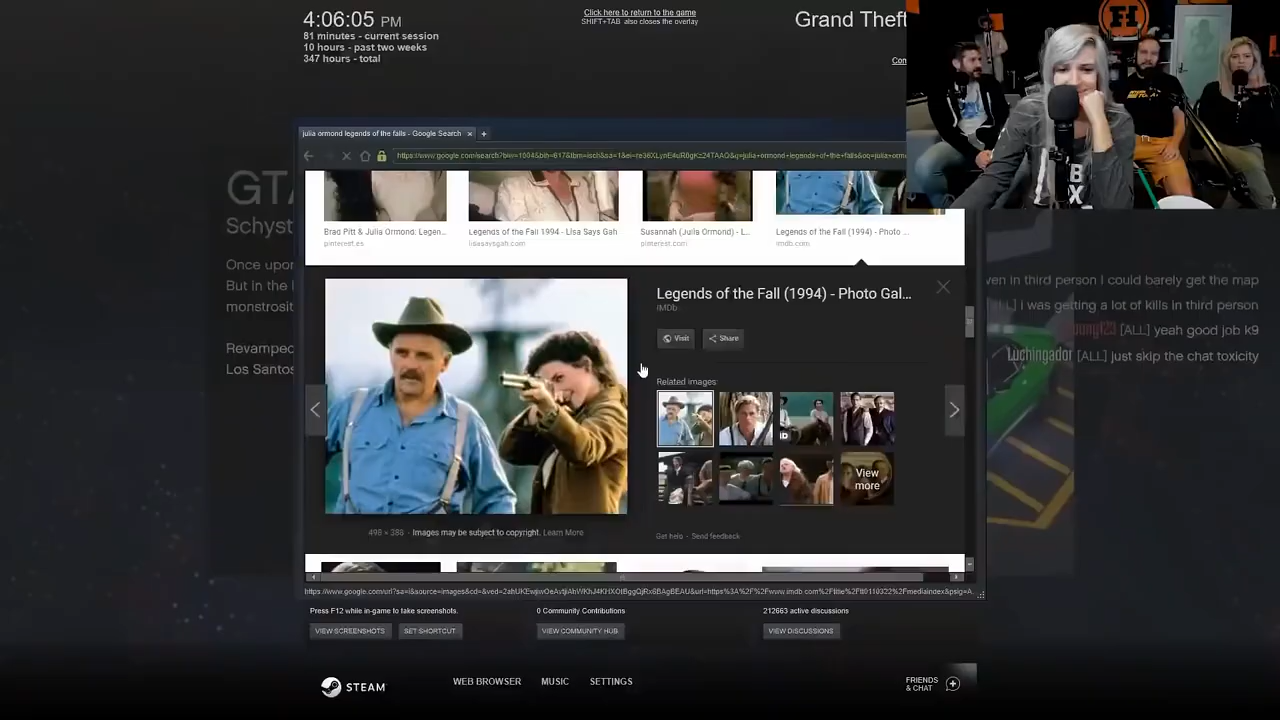 4:06:05 PM
81 minutes - current session
10 hours - past two weeks
347 hours - total
Click here to return to the game
SHIFT+TAB also closes the overlay
Grand Theft
julia ormond legends of the falls - Google Search
Brad Pitt & Julia Ormond: Legen...
pinterest.es
Legends of the Fall 1994 - Lisa Says Gah
lisasaysgah.com
Susannah (Julia Ormond) - L...
pinterest.com
Legends of the Fall (1994) - Photo ...
imdb.com
Legends of the Fall (1994) - Photo Gal...
IMDb
Visit
Share
Related images:
View more
Images may be subject to copyright. Learn More
Get help - Send feedback
GTA
Schyst
Once upon
But in the
monstrosit
Revamped
Los Santos
ven in third person I could barely get the map
I was getting a lot of kills in third person
[ALL] yeah good job k9
Luchingador [ALL] just skip the chat toxicity
Press F12 while in-game to take screenshots.
VIEW SCREENSHOTS
SET SHORTCUT
0 Community Contributions
VIEW COMMUNITY HUB
212663 active discussions
VIEW DISCUSSIONS
STEAM
WEB BROWSER
MUSIC
SETTINGS
FRIENDS
& CHAT